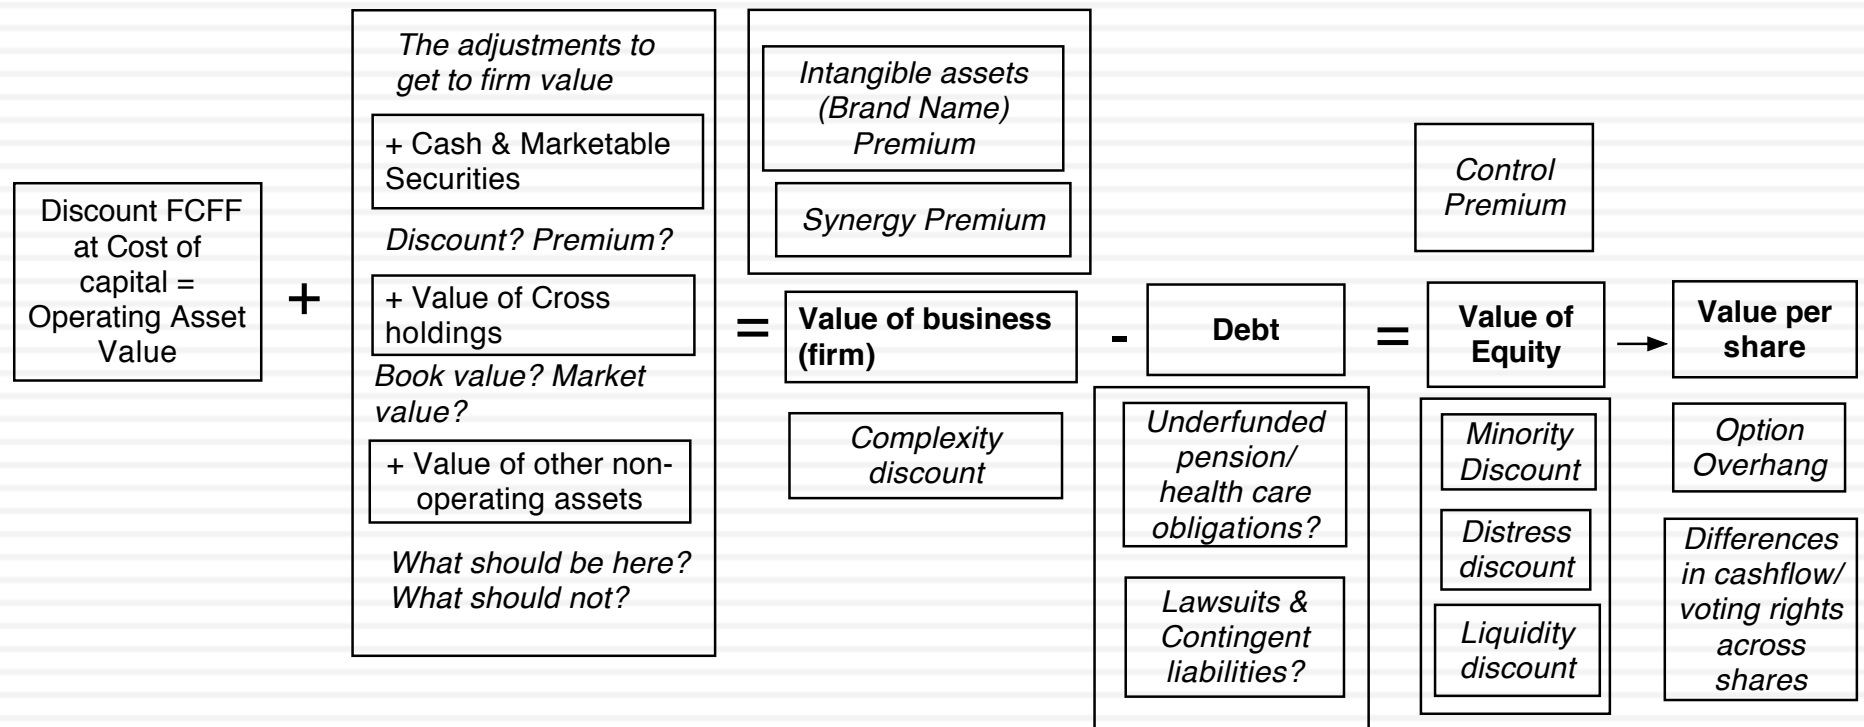 Discount FCFF
at Cost of
capital =
Operating Asset
Value
+
The adjustments to
get to firm value
+ Cash & Marketable
Securities
Discount? Premium?
+ Value of Cross
holdings
Book value? Market
value?
+ Value of other non-
operating assets
What should be here?
What should not?
=
Intangible assets
(Brand Name)
Premium
Synergy Premium
Value of business
(firm)
Complexity
discount
-
Debt
Underfunded
pension/
health care
obligations?
Lawsuits &
Contingent
liabilities?
=
Control
Premium
Value of
Equity
Minority
Discount
Distress
discount
Liquidity
discount
Value per
share
Option
Overhang
Differences
in cashflow/
voting rights
across
shares